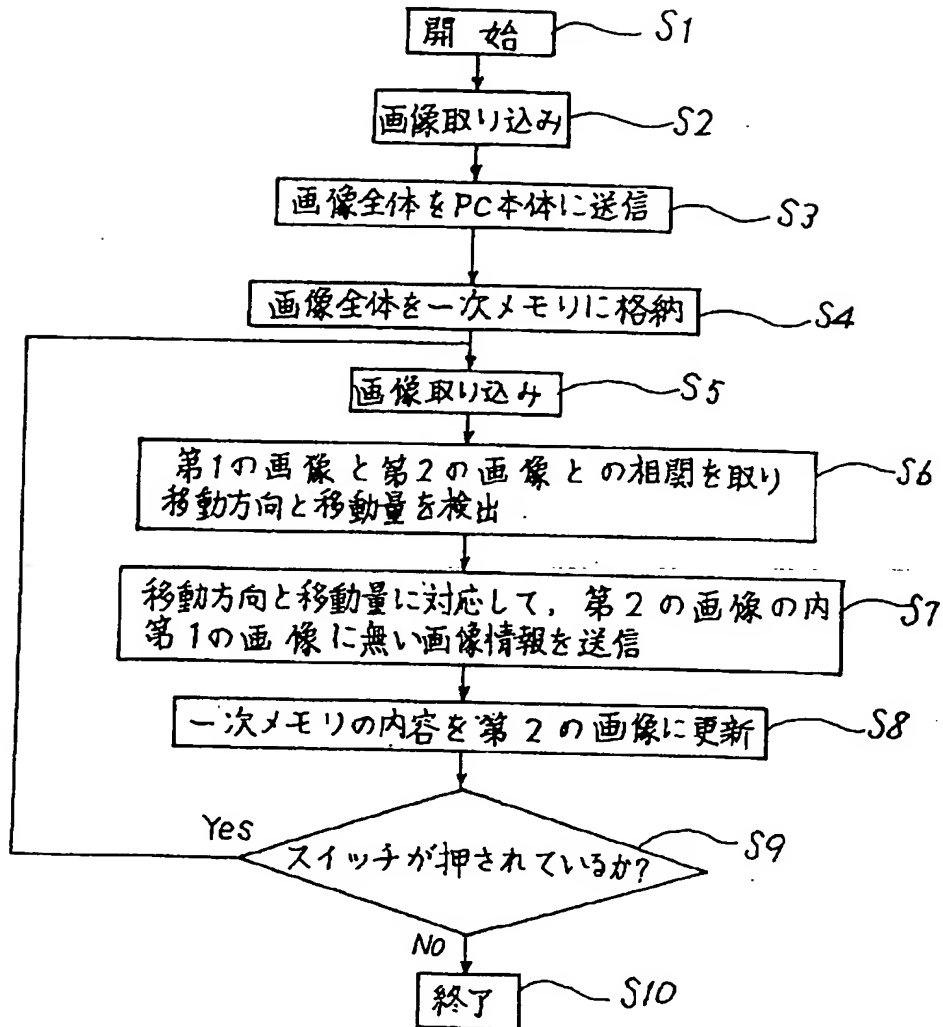 開始
S1
画像取り込み
S2
画像全体をPC本体に送信
S3
画像全体を一次メモリに格納
S4
画像取り込み
S5
第1の画像と第2の画像との相関を取り
移動方向と移動量を検出
S6
移動方向と移動量に対応して、第2の画像の内
第1の画像に無い画像情報を送信
S7
一次メモリの内容を第2の画像に更新
S8
Yes
スイッチが押されているか?
S9
No
終了
S10